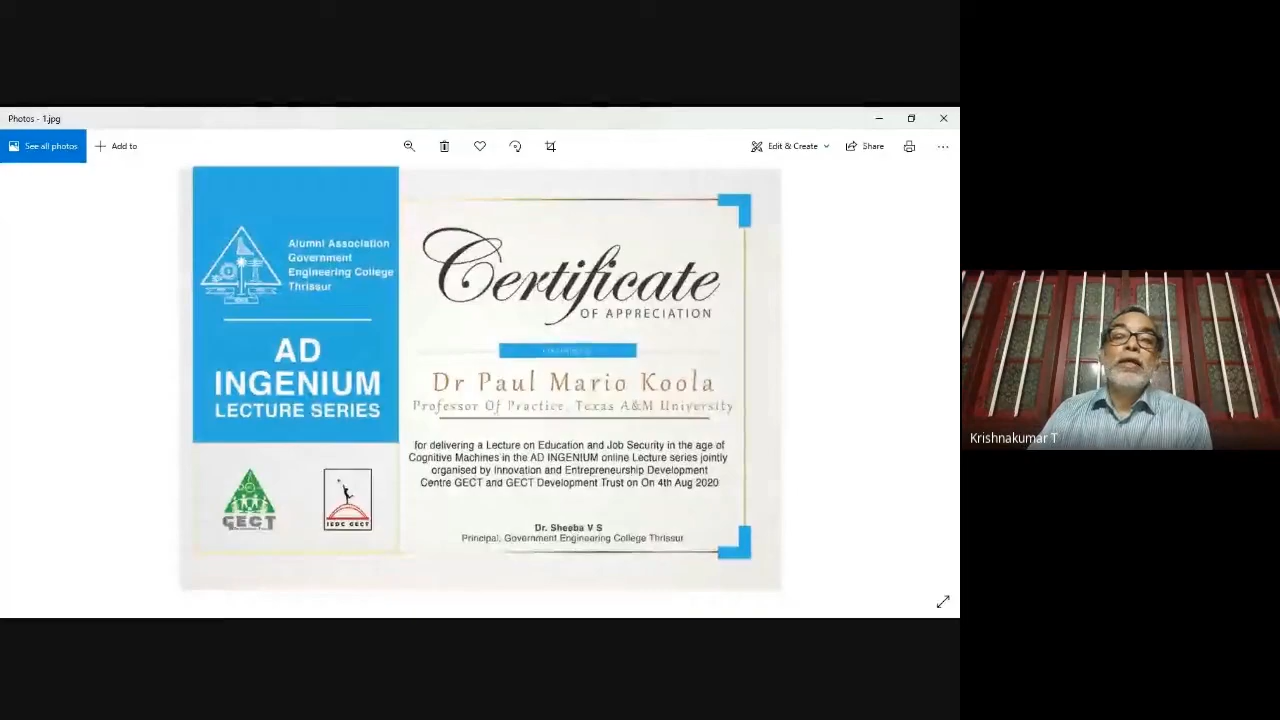 Photos - 1.jpg
See all photos
Add to
Edit & Create
Share
Alumni Association
Government
Engineering College
Thrissur
AD
INGENIUM
LECTURE SERIES
GECT
IEDC GECT
Certificate
OF APPRECIATION
Dr Paul Mario Koola
Professor Of Practice, Texas A&M University
for delivering a Lecture on Education and Job Security in the age of
Cognitive Machines in the AD INGENIUM online Lecture series jointly
organised by Innovation and Entrepreneurship Development
Centre GECT and GECT Development Trust on On 4th Aug 2020
Dr. Sheeba V S
Principal, Government Engineering College Thrissur
Krishnakumar T